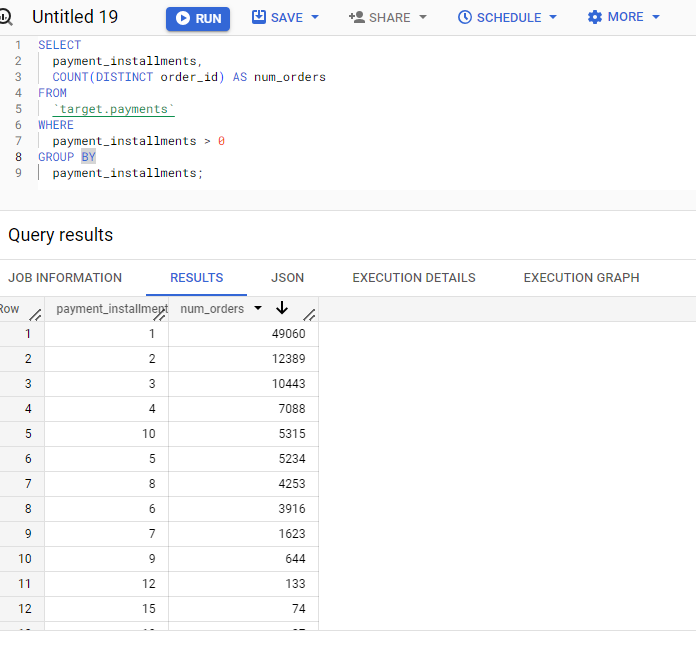 Untitled 19 RUN SAVE SHARE SCHEDULE MORE
1 SELECT
2 payment_installments,
3 COUNT(DISTINCT order_id) AS num_orders
4 FROM
5 `target.payments`
6 WHERE
7 payment_installments > 0
8 GROUP BY
9 payment_installments;
Query results
JOB INFORMATION RESULTS JSON EXECUTION DETAILS EXECUTION GRAPH
Row payment_installment num_orders
1 1 49060
2 2 12389
3 3 10443
4 4 7088
5 10 5315
6 5 5234
7 8 4253
8 6 3916
9 7 1623
10 9 644
11 12 133
12 15 74